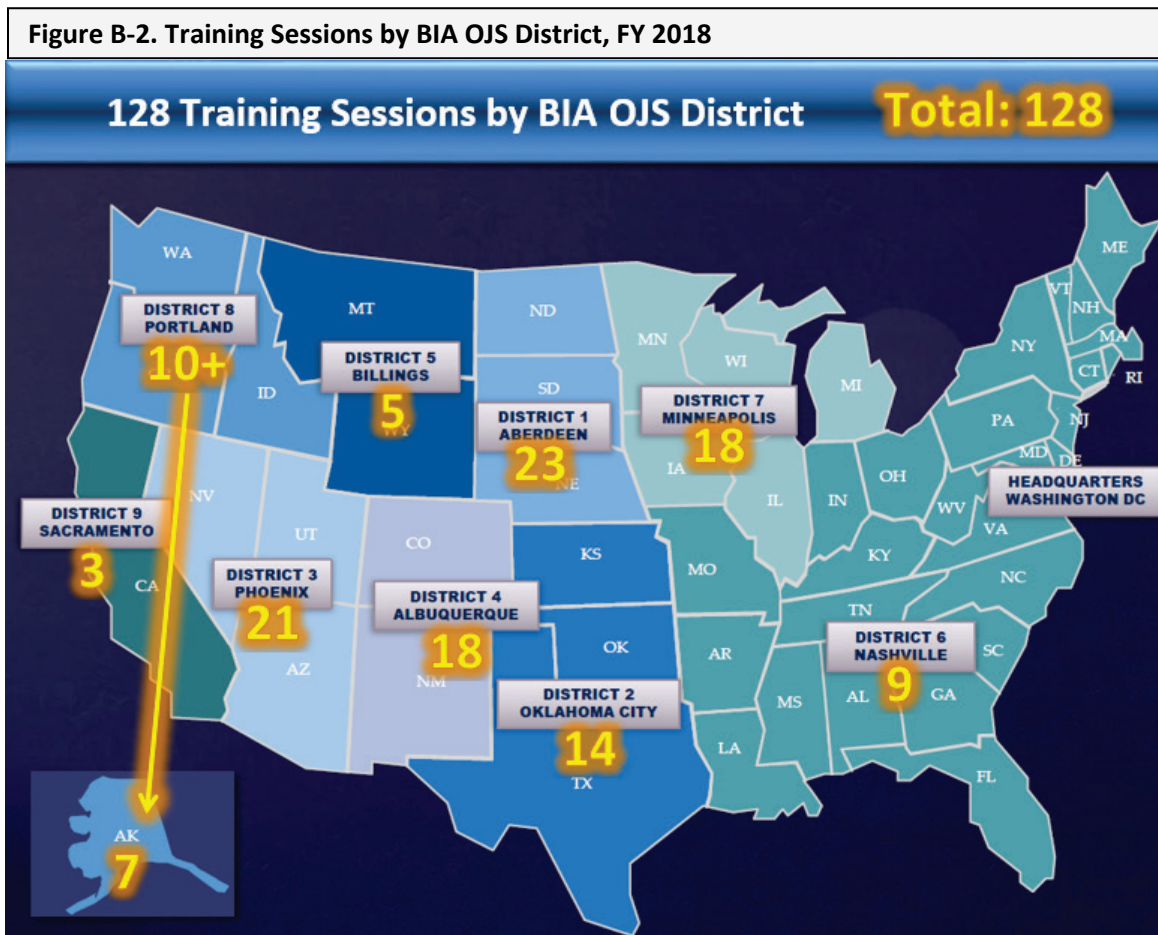 Figure B-2. Training Sessions by BIA OJS District, FY 2018
128 Training Sessions by BIA OJS District
Total: 128
WA
DISTRICT 8
PORTLAND
10+
ID
MT
DISTRICT 5
BILLINGS
5
WY
ND
SD
DISTRICT 1
ABERDEEN
23
NE
MN
WI
MI
DISTRICT 7
MINNEAPOLIS
18
IA
IL
IN
OH
ME
VT
NH
MA
NY
CT
RI
PA
NJ
MD
DE
HEADQUARTERS
WASHINGTON DC
WV
VA
DISTRICT 9
SACRAMENTO
3
CA
NV
UT
CO
DISTRICT 3
PHOENIX
21
AZ
DISTRICT 4
ALBUQUERQUE
18
NM
KS
OK
DISTRICT 2
OKLAHOMA CITY
14
TX
MO
KY
TN
NC
AR
SC
DISTRICT 6
NASHVILLE
9
MS
AL
GA
LA
FL
AK
7